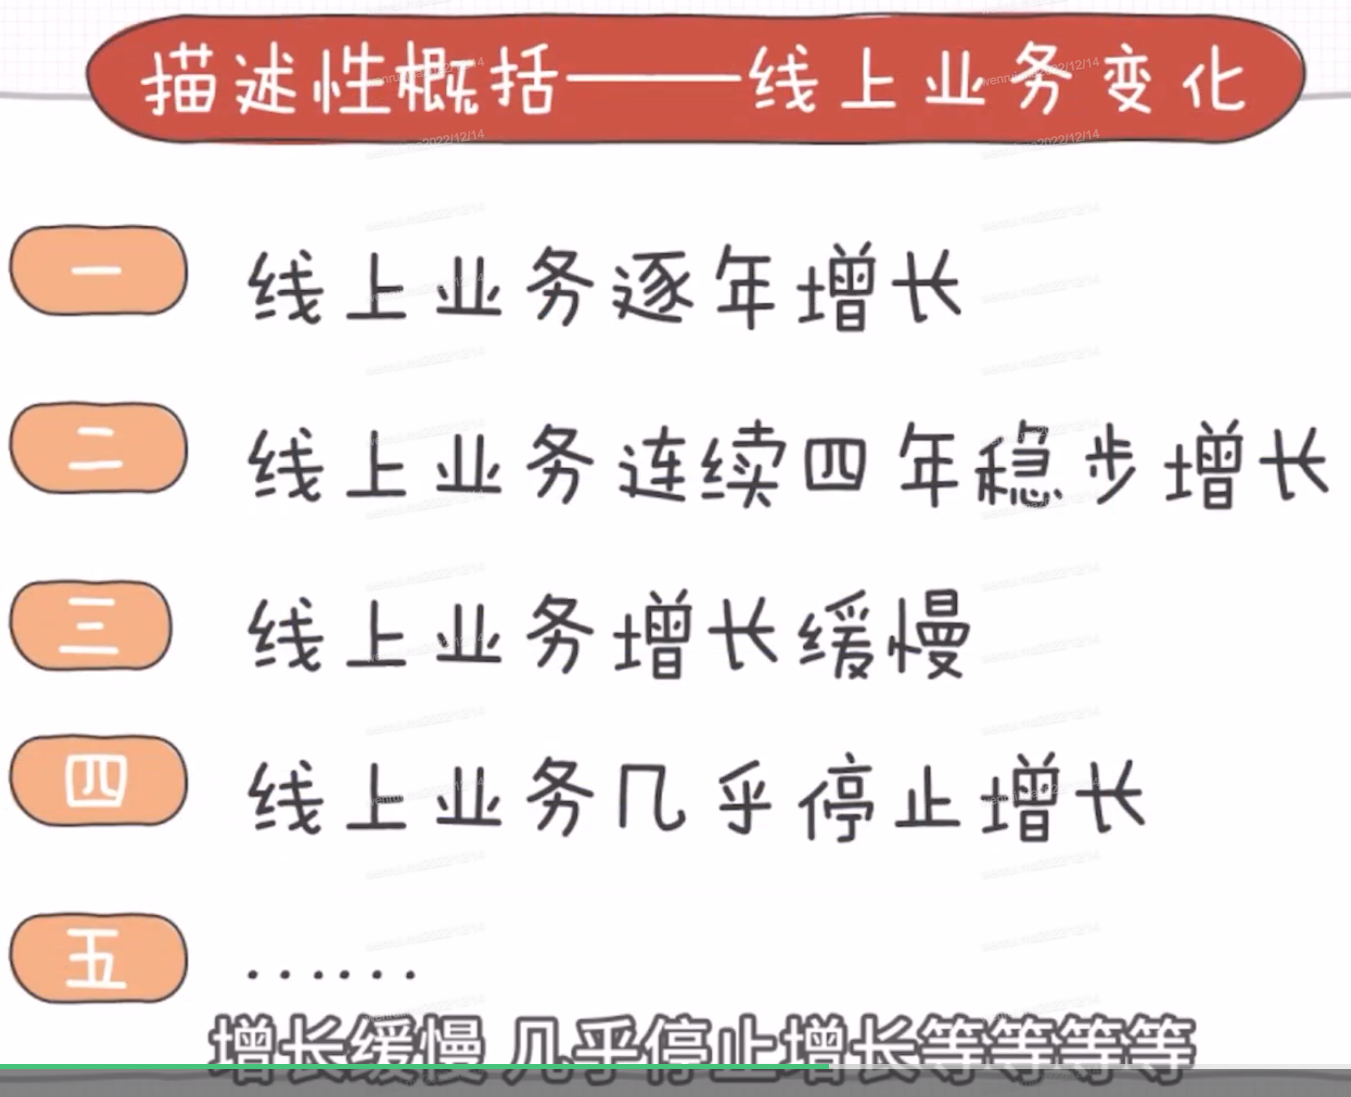 描述性概括——线上业务变化
一 线上业务逐年增长
二 线上业务连续四年稳步增长
三 线上业务增长缓慢
四 线上业务几乎停止增长
五 ······
增长缓慢 几乎停止增长等等等等